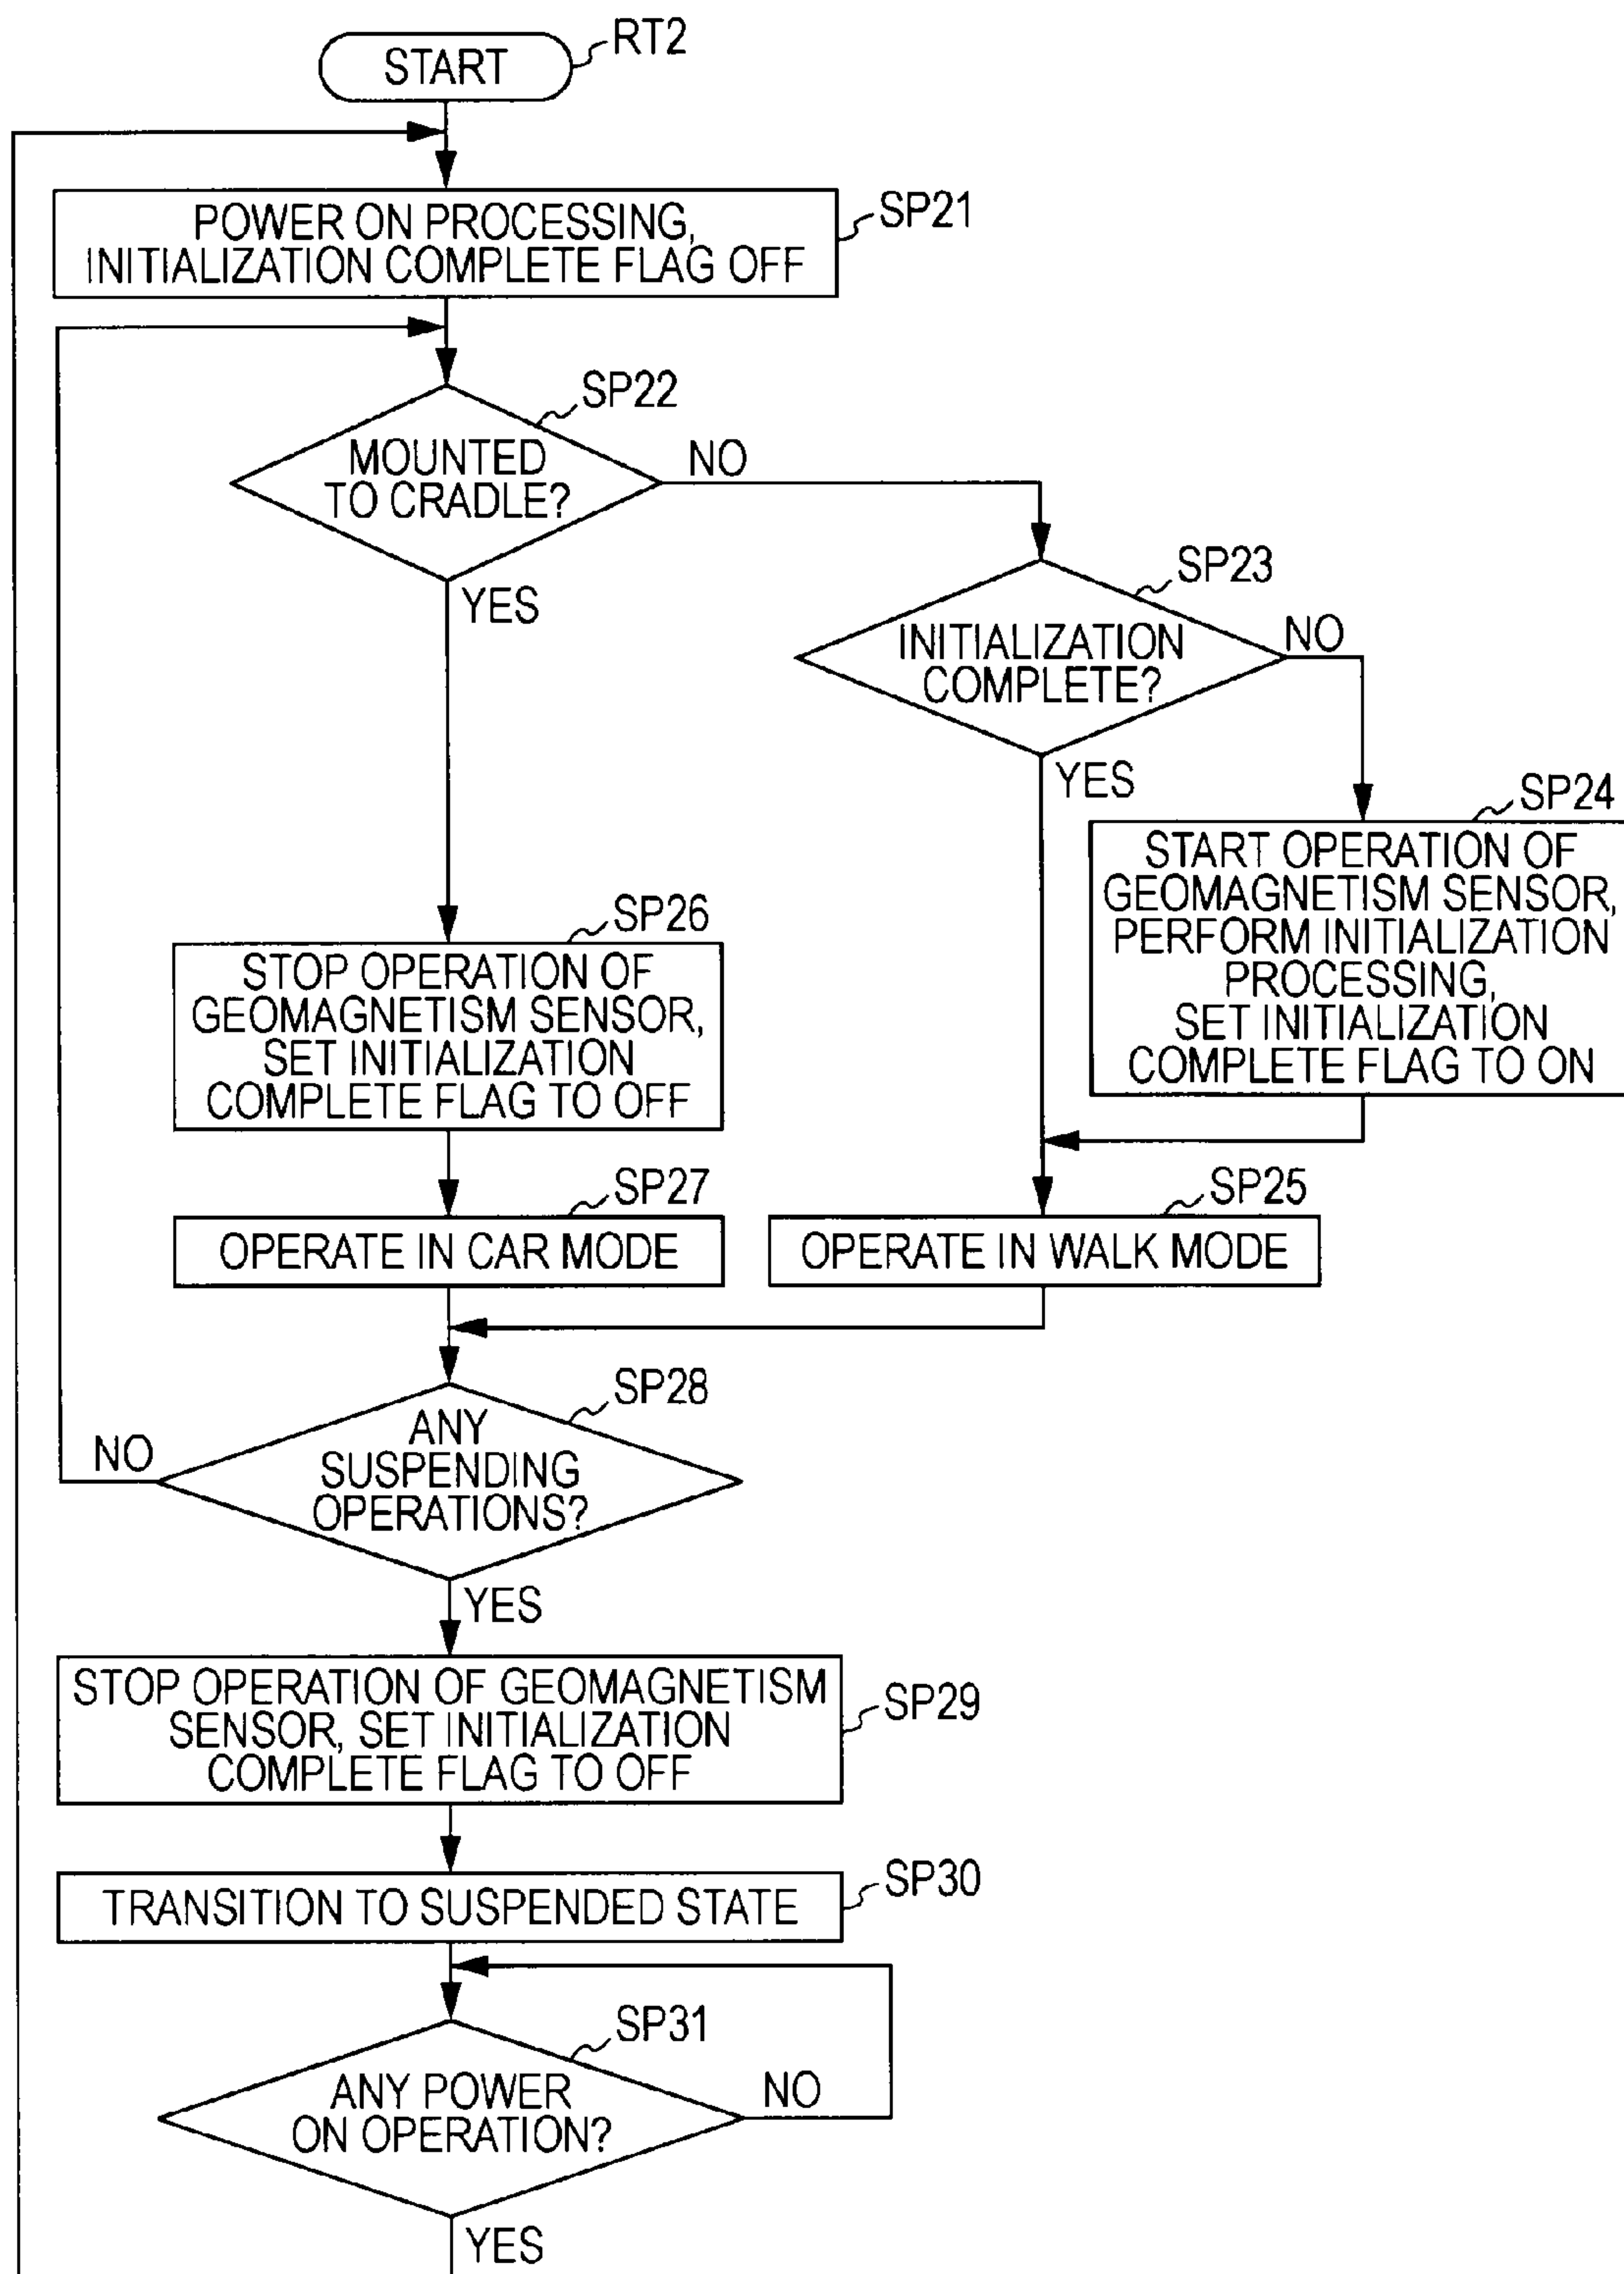 START
RT2
POWER ON PROCESSING,
INITIALIZATION COMPLETE FLAG OFF
SP21
SP22
MOUNTED
TO CRADLE?
NO
YES
SP23
INITIALIZATION
COMPLETE?
NO
YES
SP24
START OPERATION OF
GEOMAGNETISM SENSOR,
PERFORM INITIALIZATION
PROCESSING,
SET INITIALIZATION
COMPLETE FLAG TO ON
SP26
STOP OPERATION OF
GEOMAGNETISM SENSOR,
SET INITIALIZATION
COMPLETE FLAG TO OFF
SP27
OPERATE IN CAR MODE
SP25
OPERATE IN WALK MODE
SP28
ANY
SUSPENDING
OPERATIONS?
NO
YES
STOP OPERATION OF GEOMAGNETISM
SENSOR, SET INITIALIZATION
COMPLETE FLAG TO OFF
SP29
TRANSITION TO SUSPENDED STATE
SP30
SP31
ANY POWER
ON OPERATION?
NO
YES